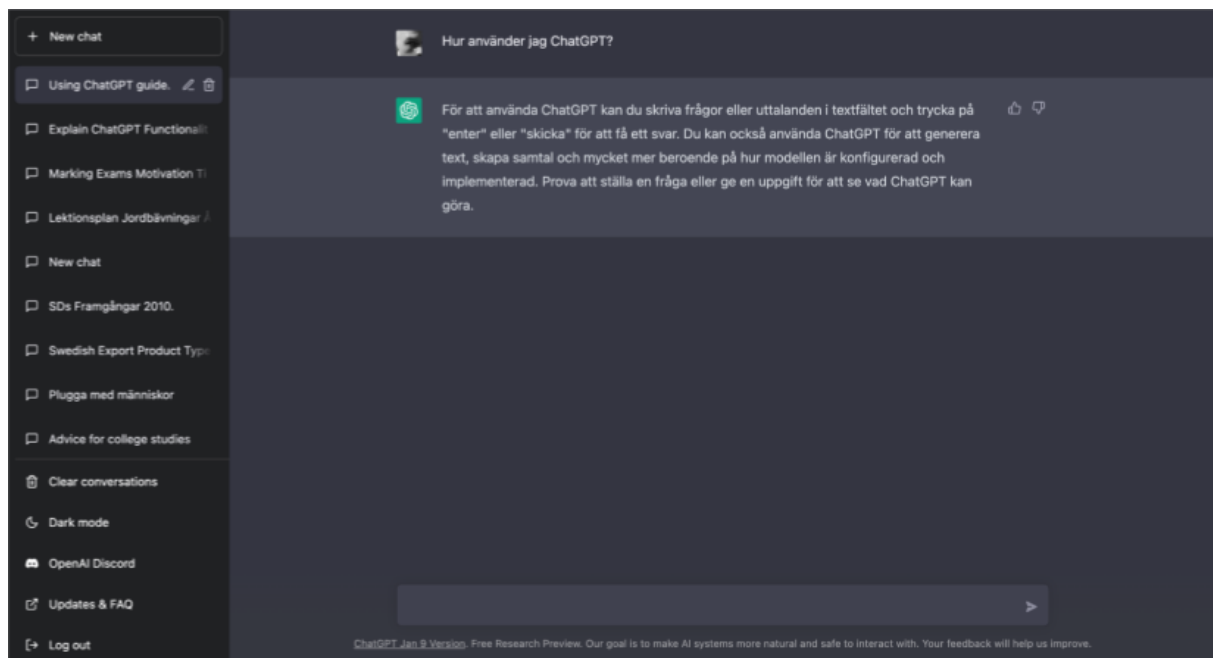 New chat
Using ChatGPT guide.
Explain ChatGPT Functionali
Marking Exams Motivation Ti
Lektionsplan Jordbävningar
New chat
SDs Framgångar 2010.
Swedish Export Product Type
Plugga med människor
Advice for college studies
Clear conversations
Dark mode
OpenAI Discord
Updates & FAQ
Log out
Hur använder jag ChatGPT?
För att använda ChatGPT kan du skriva frågor eller uttalanden i textfältet och trycka på
"enter" eller "skicka" för att få ett svar. Du kan också använda ChatGPT för att generera
text, skapa samtal och mycket mer beroende på hur modellen är konfigurerad och
implementerad. Prova att ställa en fråga eller ge en uppgift för att se vad ChatGPT kan
göra.
ChatGPT Jan 9 Version. Free Research Preview. Our goal is to make AI systems more natural and safe to interact with. Your feedback will help us improve.